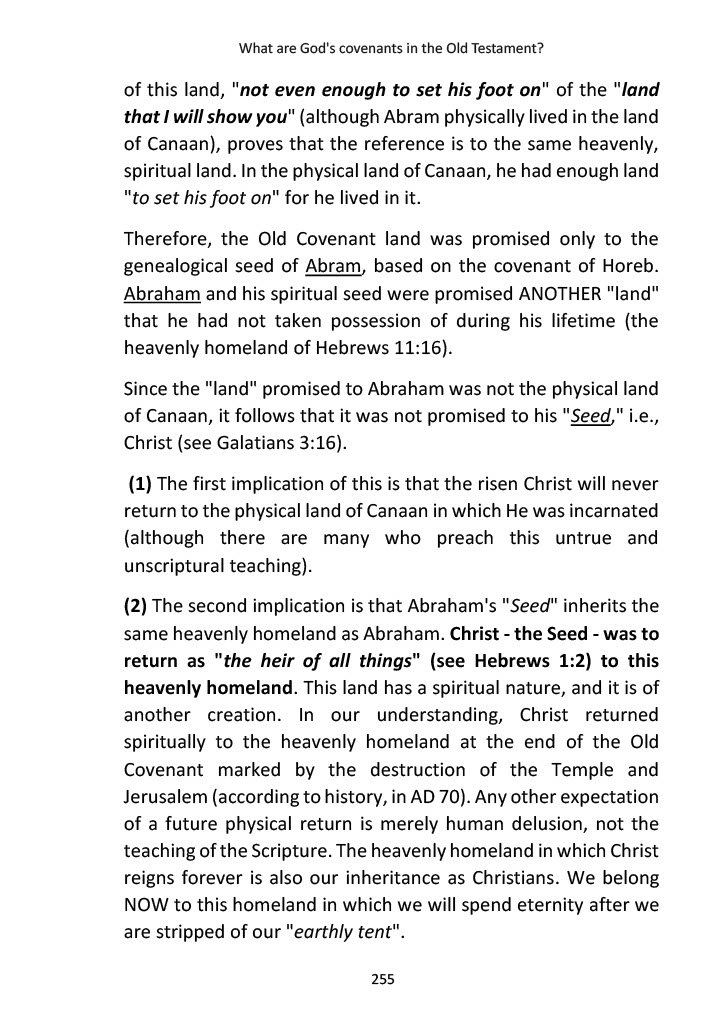 What are God's covenants in the Old Testament?
of this land, "not even enough to set his foot on" of the "land
that I will show you" (although Abram physically lived in the land
of Canaan), proves that the reference is to the same heavenly,
spiritual land. In the physical land of Canaan, he had enough land
"to set his foot on" for he lived in it.
Therefore, the Old Covenant land was promised only to the
genealogical seed of Abram, based on the covenant of Horeb.
Abraham and his spiritual seed were promised ANOTHER "land"
that he had not taken possession of during his lifetime (the
heavenly homeland of Hebrews 11:16).
Since the "land" promised to Abraham was not the physical land
of Canaan, it follows that it was not promised to his "Seed," i.e.,
Christ (see Galatians 3:16).
(1) The first implication of this is that the risen Christ will never
return to the physical land of Canaan in which He was incarnated
(although there are many who preach this untrue and
unscriptural teaching).
(2) The second implication is that Abraham's "Seed" inherits the
same heavenly homeland as Abraham. Christ - the Seed - was to
return as "the heir of all things" (see Hebrews 1:2) to this
heavenly homeland. This land has a spiritual nature, and it is of
another creation. In our understanding, Christ returned
spiritually to the heavenly homeland at the end of the Old
Covenant marked by the destruction of the Temple and
Jerusalem (according to history, in AD 70). Any other expectation
of a future physical return is merely human delusion, not the
teaching of the Scripture. The heavenly homeland in which Christ
reigns forever is also our inheritance as Christians. We belong
NOW to this homeland in which we will spend eternity after we
are stripped of our "earthly tent".
255